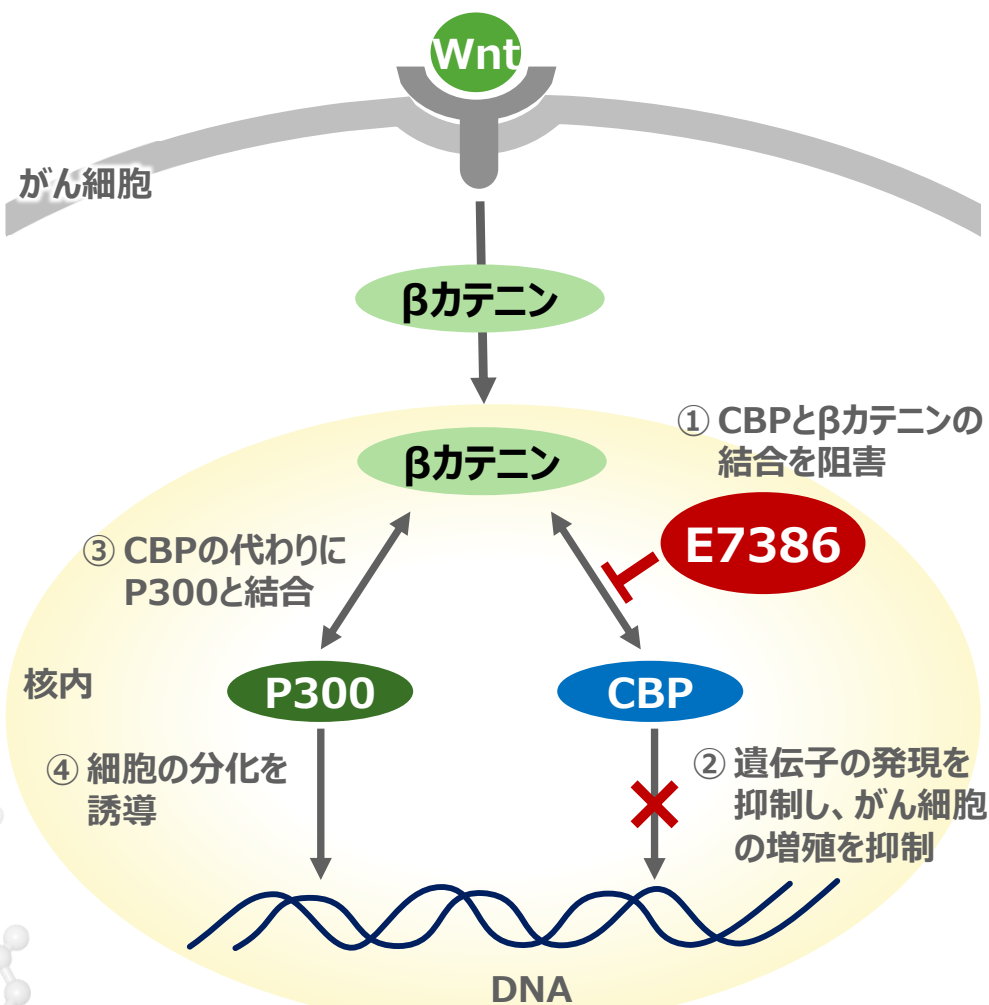 Wnt
がん細胞
βカテニン
βカテニン
① CBPとβカテニンの
結合を阻害
E7386
③ CBPの代わりに
P300と結合
核内
P300
CBP
④ 細胞の分化を
誘導
② 遺伝子の発現を
抑制し、がん細胞
の増殖を抑制
DNA